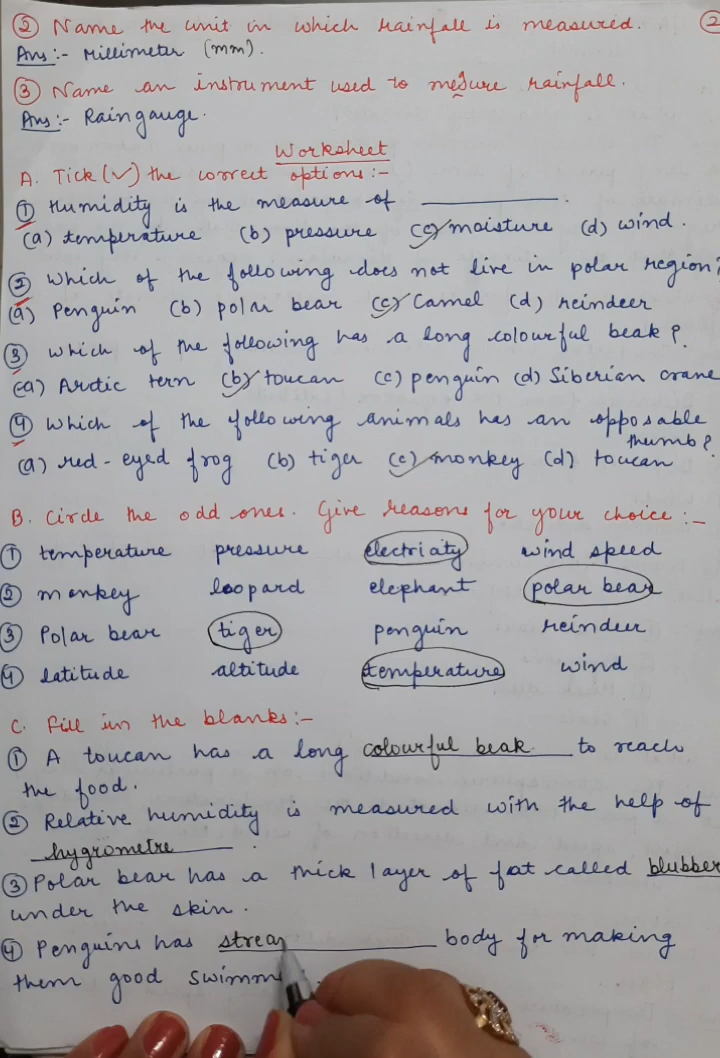 ② Name the unit in which rainfall is measured. ②
Ans:- Millimeter (mm).
③ Name an instrument used to mesure rainfall.
Ans:- Raingauge.
Worksheet
A. Tick (✓) the correct options:-
① Humidity is the measure of ________.
(a) temperature (b) pressure (c) moisture (d) wind.
② Which of the following does not live in polar region?
(a) Penguin (b) polar bear (c) Camel (d) reindeer
③ Which of the following has a long colourful beak?
(a) Arctic tern (b) toucan (c) penguin (d) Siberian crane
④ Which of the following animals has an opposable
thumb?
(a) red-eyed frog (b) tiger (c) monkey (d) toucan
B. Circle the odd ones. Give reasons for your choice:-
① temperature pressure electriaty wind speed
② monkey leopard elephant polar bear
③ Polar bear tiger penguin reindeer
④ latitude altitude temperature wind
C. Fill in the blanks:-
① A toucan has a long colourful beak to reach
the food.
② Relative humidity is measured with the help of
hygrometre.
③ Polar bear has a thick layer of fat called blubber
under the skin.
④ Penguins has strea body for making
them good swimm